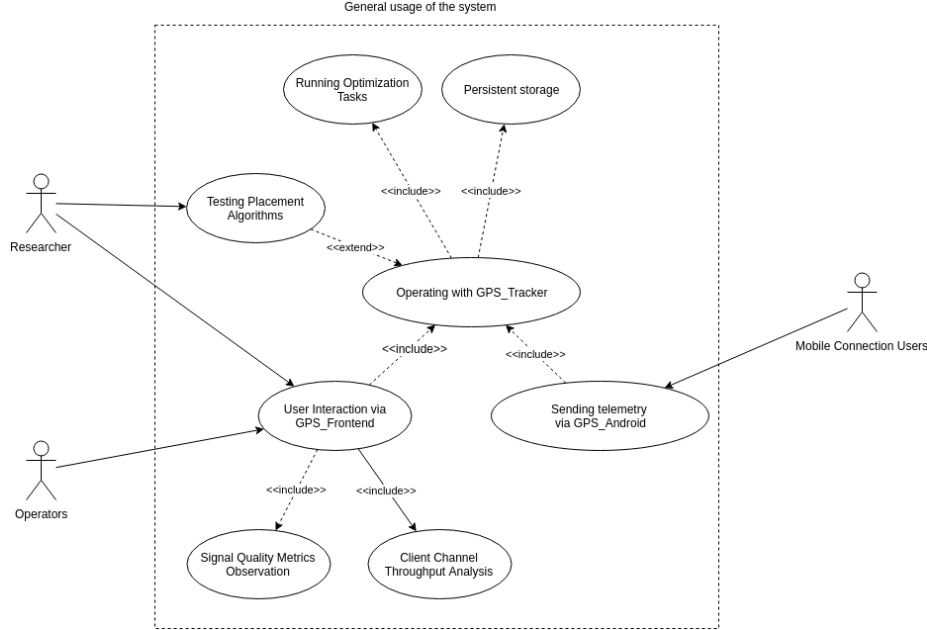 General usage of the system
Running Optimization
Tasks
Persistent storage
<<include>>
<<include>>
Testing Placement
Algorithms
Researcher
<<extend>>
Operating with GPS_Tracker
Mobile Connection Users
<<include>>
<<include>>
User Interaction via
GPS_Frontend
Sending telemetry
via GPS_Android
Operators
<<include>>
<<include>>
Signal Quality Metrics
Observation
Client Channel
Throughput Analysis